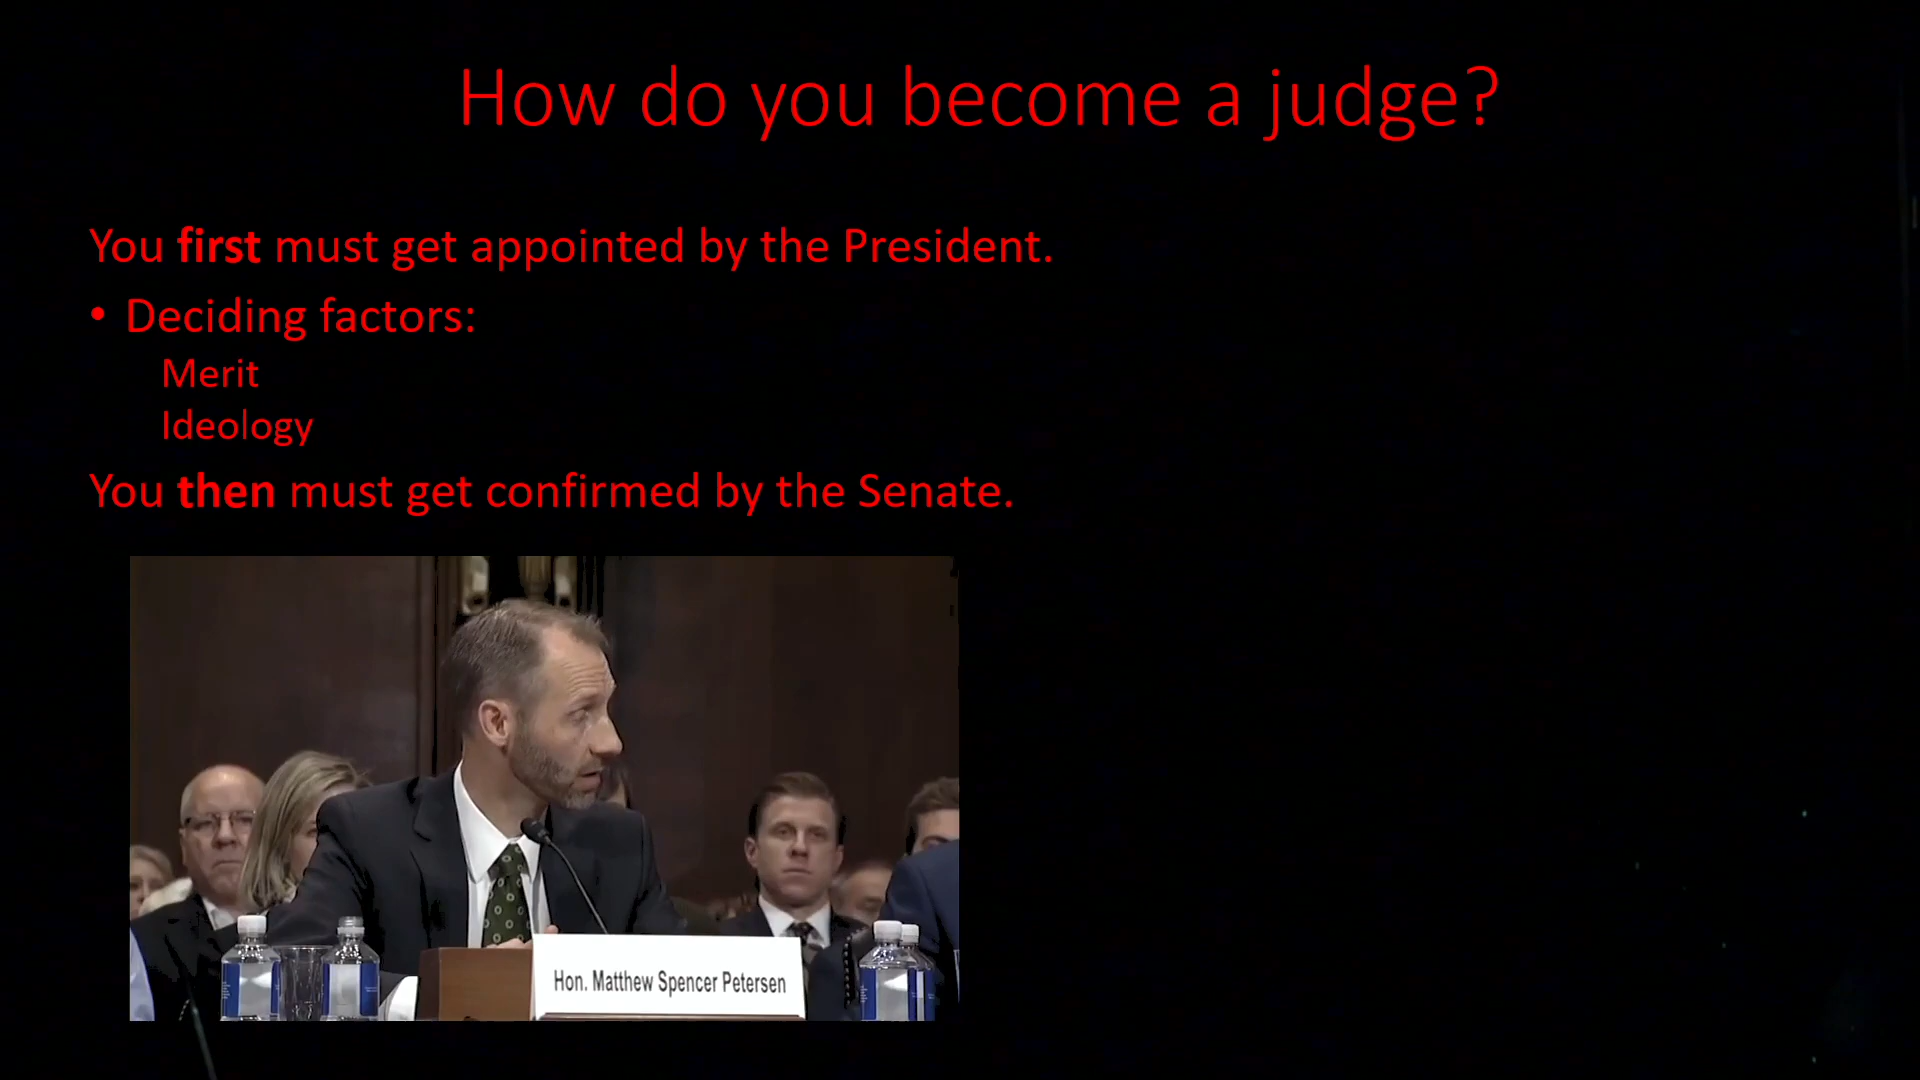 How do you become a judge?
You first must get appointed by the President.
• Deciding factors:
Merit
Ideology
You then must get confirmed by the Senate.
Hon. Matthew Spencer Petersen